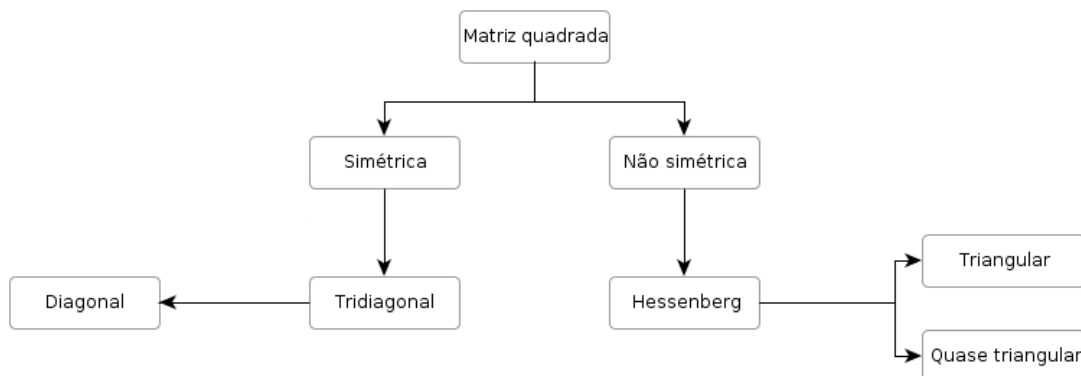 Matriz quadrada
Simétrica
Não simétrica
Triangular
Diagonal
Tridiagonal
Hessenberg
Quase triangular